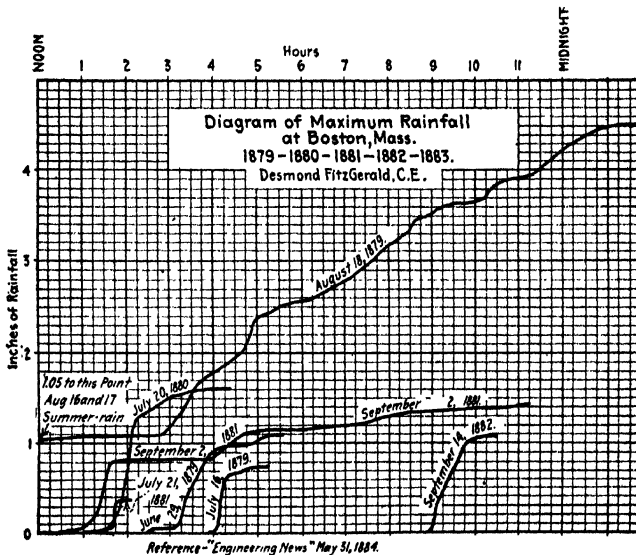 NOON
Hours
MIDNIGHT
1 2 3 4 5 6 7 8 9 10 11
Diagram of Maximum Rainfall
at Boston, Mass.
1879-1880-1881-1882-1883.
Desmond FitzGerald, C.E.
Inches of Rainfall
4
3
2
1
0
August 18, 1879.
1.05 to this Point
Aug 16 and 17
Summer-rain
July 20, 1880
September 2, 1881
September 2, 1881.
July 21,
1881
June 29, 1879
July 16, 1879.
September 14, 1882.
Reference-"Engineering News" May 31, 1884.